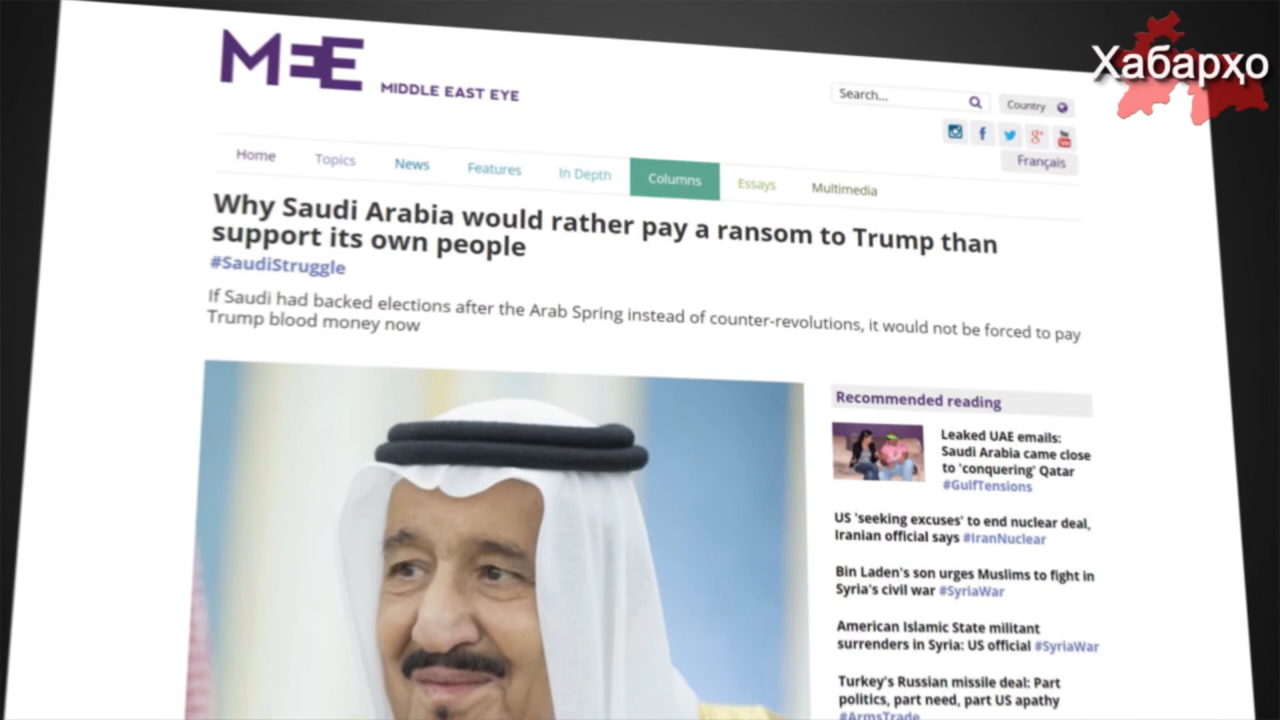 MEE
MIDDLE EAST EYE
Хабарҳо
Search...
Country
Français
Home Topics News Features In Depth Columns Essays Multimedia
Why Saudi Arabia would rather pay a ransom to Trump than
support its own people
#SaudiStruggle
If Saudi had backed elections after the Arab Spring instead of counter-revolutions, it would not be forced to pay
Trump blood money now
Recommended reading
Leaked UAE emails:
Saudi Arabia came close
to 'conquering' Qatar
#GulfTensions
US 'seeking excuses' to end nuclear deal,
Iranian official says #IranNuclear
Bin Laden's son urges Muslims to fight in
Syria's civil war #SyriaWar
American Islamic State militant
surrenders in Syria: US official #SyriaWar
Turkey's Russian missile deal: Part
politics, part need, part US apathy
#ArmsTrade